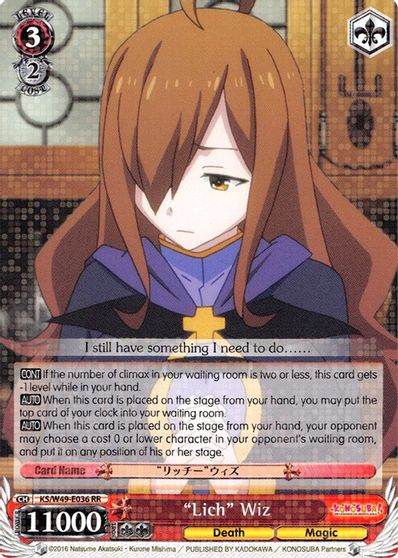 LEVEL
3
2
COST
I still have something I need to do......
CONT If the number of climax in your waiting room is two or less, this card gets
-1 level while in your hand.
AUTO When this card is placed on the stage from your hand, you may put the
top card of your clock into your waiting room.
AUTO When this card is placed on the stage from your hand, your opponent
may choose a cost 0 or lower character in your opponent's waiting room,
and put it on any position of his or her stage.
Card Name "リッチー"ウィズ
CH KS/W49-E036 RR
POWER 11000
"Lich" Wiz
KONOSUBA!
Death Magic
©2016 Natsume Akatsuki・Kurone Mishima / PUBLISHED BY KADOKAWA / KONOSUBA Partners